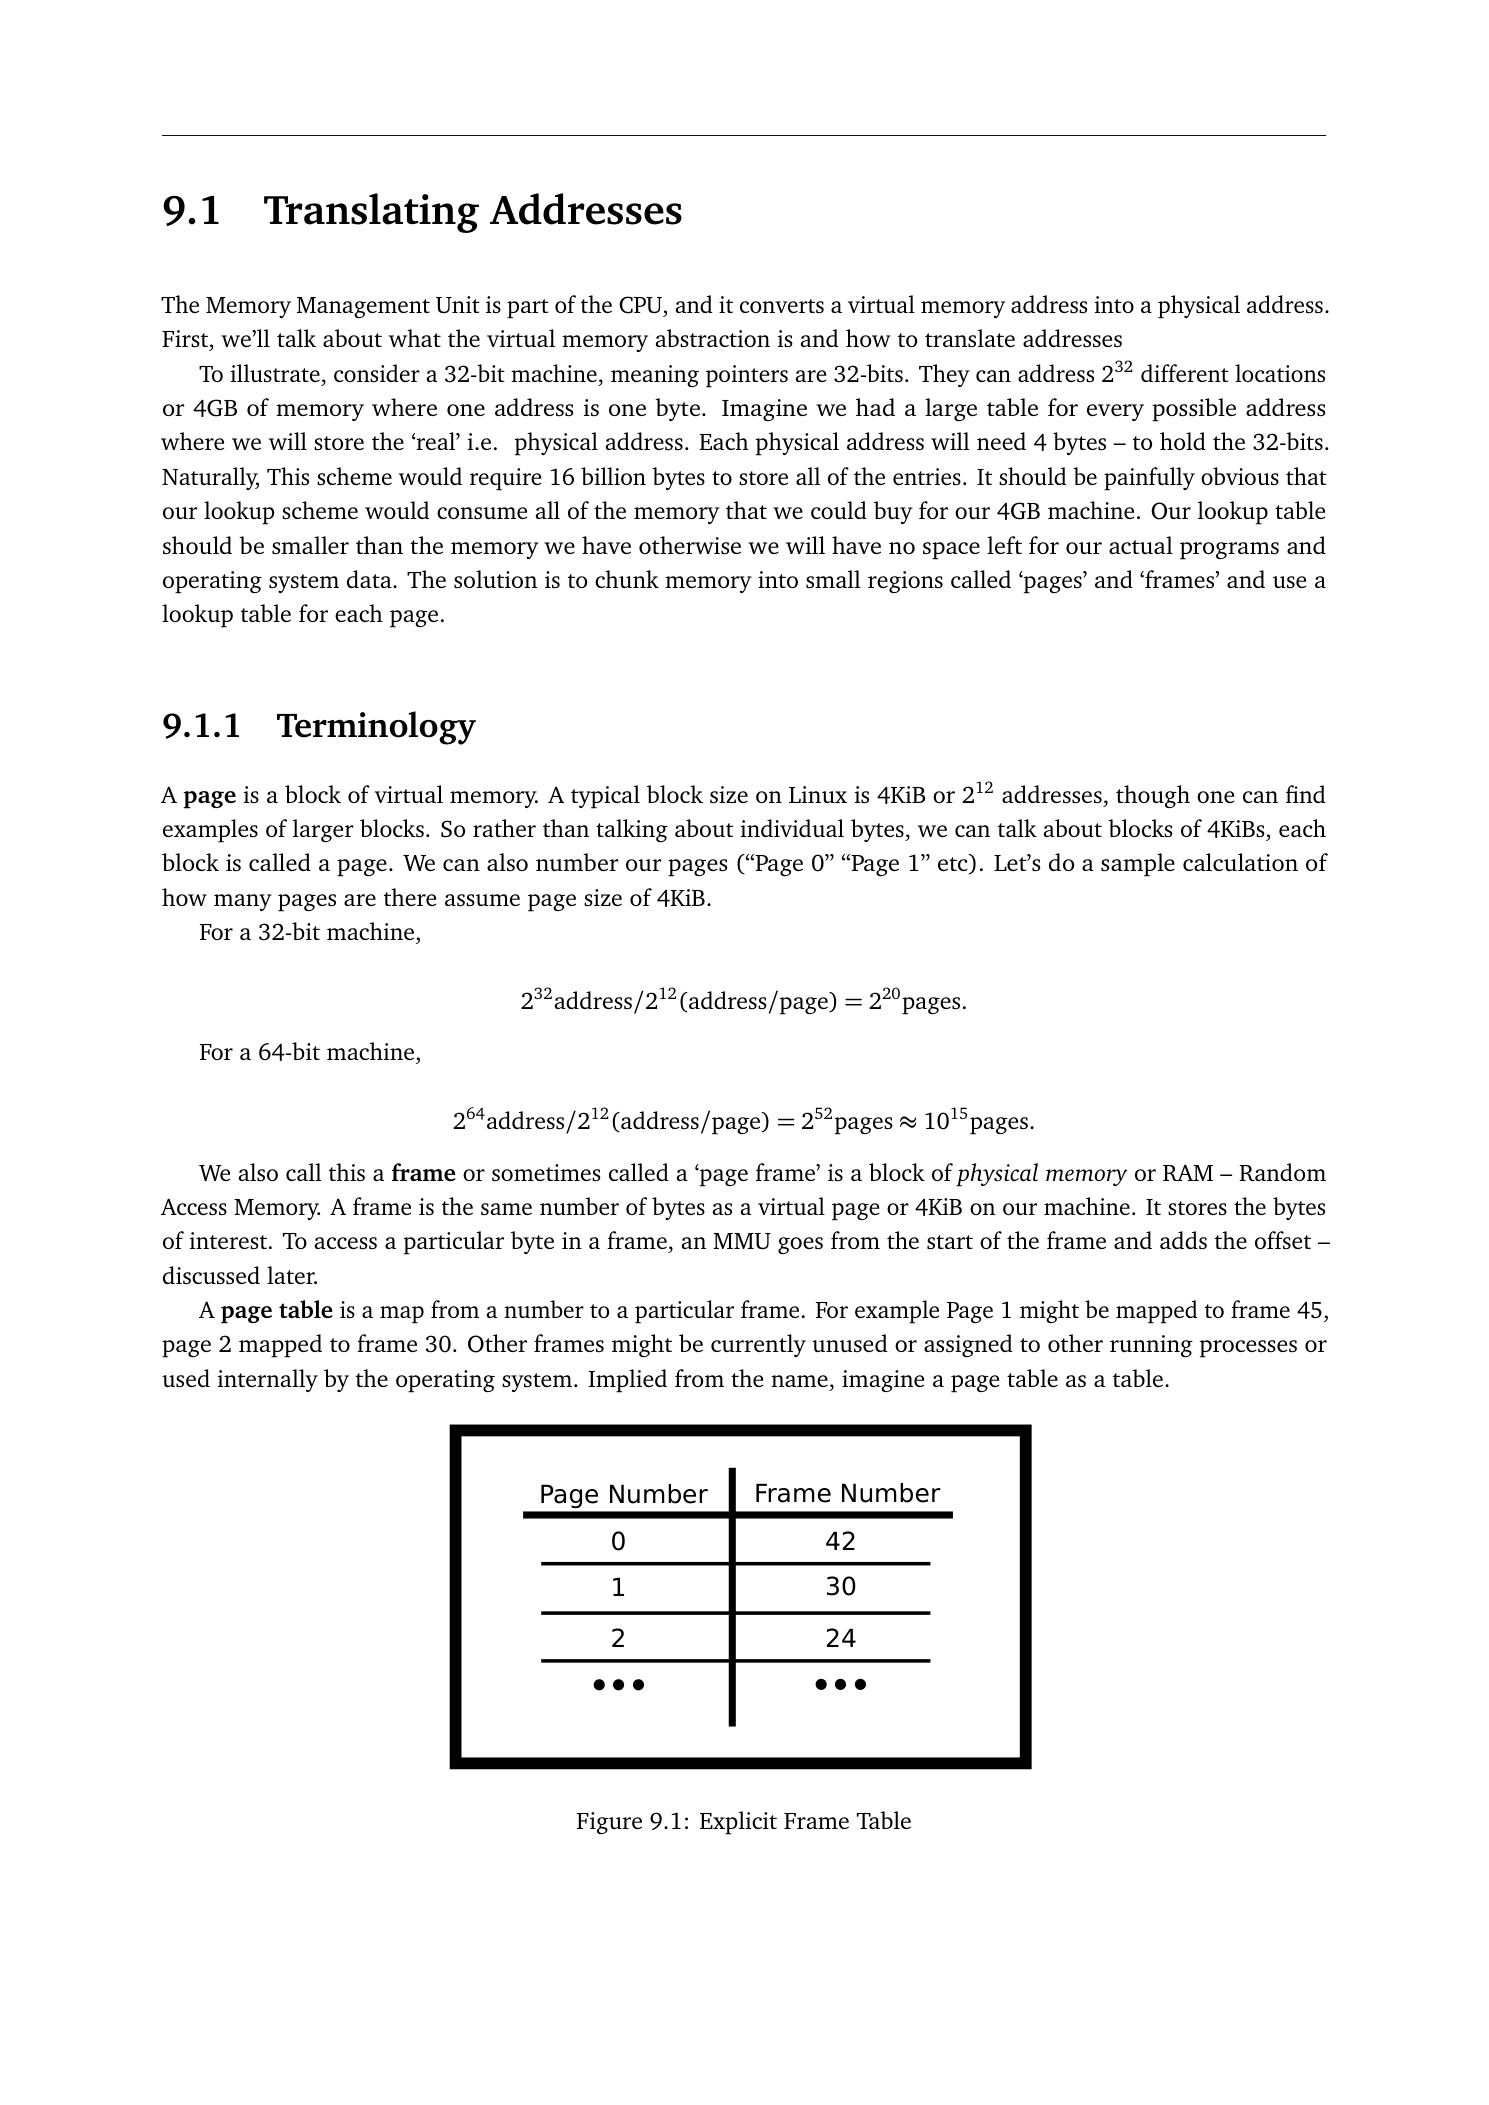 9.1 Translating Addresses
The Memory Management Unit is part of the CPU, and it converts a virtual memory address into a physical address.
First, we’ll talk about what the virtual memory abstraction is and how to translate addresses
To illustrate, consider a 32-bit machine, meaning pointers are 32-bits. They can address 2^32 different locations
or 4GB of memory where one address is one byte. Imagine we had a large table for every possible address
where we will store the ‘real’ i.e. physical address. Each physical address will need 4 bytes – to hold the 32-bits.
Naturally, This scheme would require 16 billion bytes to store all of the entries. It should be painfully obvious that
our lookup scheme would consume all of the memory that we could buy for our 4GB machine. Our lookup table
should be smaller than the memory we have otherwise we will have no space left for our actual programs and
operating system data. The solution is to chunk memory into small regions called ‘pages’ and ‘frames’ and use a
lookup table for each page.
9.1.1 Terminology
A page is a block of virtual memory. A typical block size on Linux is 4KiB or 2^12 addresses, though one can find
examples of larger blocks. So rather than talking about individual bytes, we can talk about blocks of 4KiBs, each
block is called a page. We can also number our pages (“Page 0” “Page 1” etc). Let’s do a sample calculation of
how many pages are there assume page size of 4KiB.
For a 32-bit machine,
2^32address/2^12(address/page) = 2^20pages.
For a 64-bit machine,
2^64address/2^12(address/page) = 2^52pages ≈ 10^15pages.
We also call this a frame or sometimes called a ‘page frame’ is a block of physical memory or RAM – Random
Access Memory. A frame is the same number of bytes as a virtual page or 4KiB on our machine. It stores the bytes
of interest. To access a particular byte in a frame, an MMU goes from the start of the frame and adds the offset –
discussed later.
A page table is a map from a number to a particular frame. For example Page 1 might be mapped to frame 45,
page 2 mapped to frame 30. Other frames might be currently unused or assigned to other running processes or
used internally by the operating system. Implied from the name, imagine a page table as a table.
Page Number Frame Number
0 42
1 30
2 24
••• •••
Figure 9.1: Explicit Frame Table